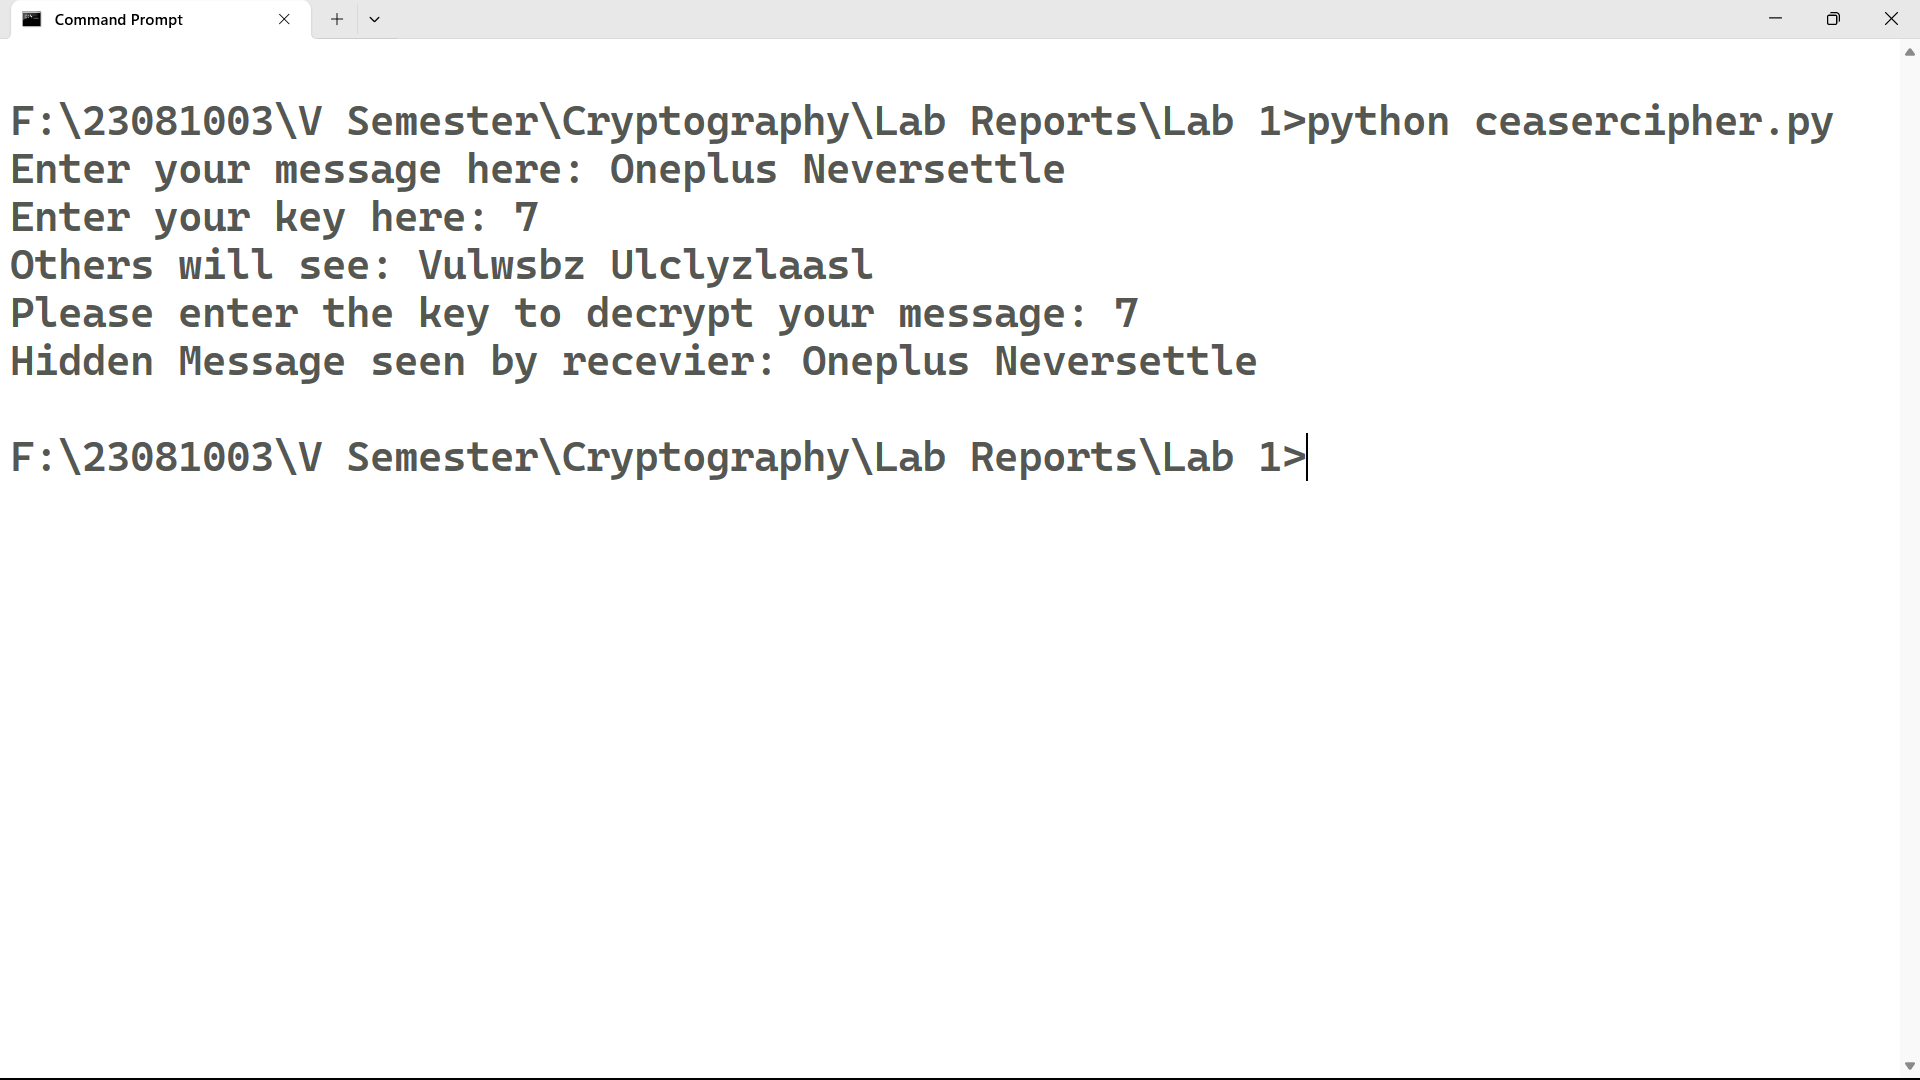 Command Prompt
F:\23081003\V Semester\Cryptography\Lab Reports\Lab 1>python ceasercipher.py
Enter your message here: Oneplus Neversettle
Enter your key here: 7
Others will see: Vulwsbz Ulclyzlaasl
Please enter the key to decrypt your message: 7
Hidden Message seen by recevier: Oneplus Neversettle
F:\23081003\V Semester\Cryptography\Lab Reports\Lab 1>